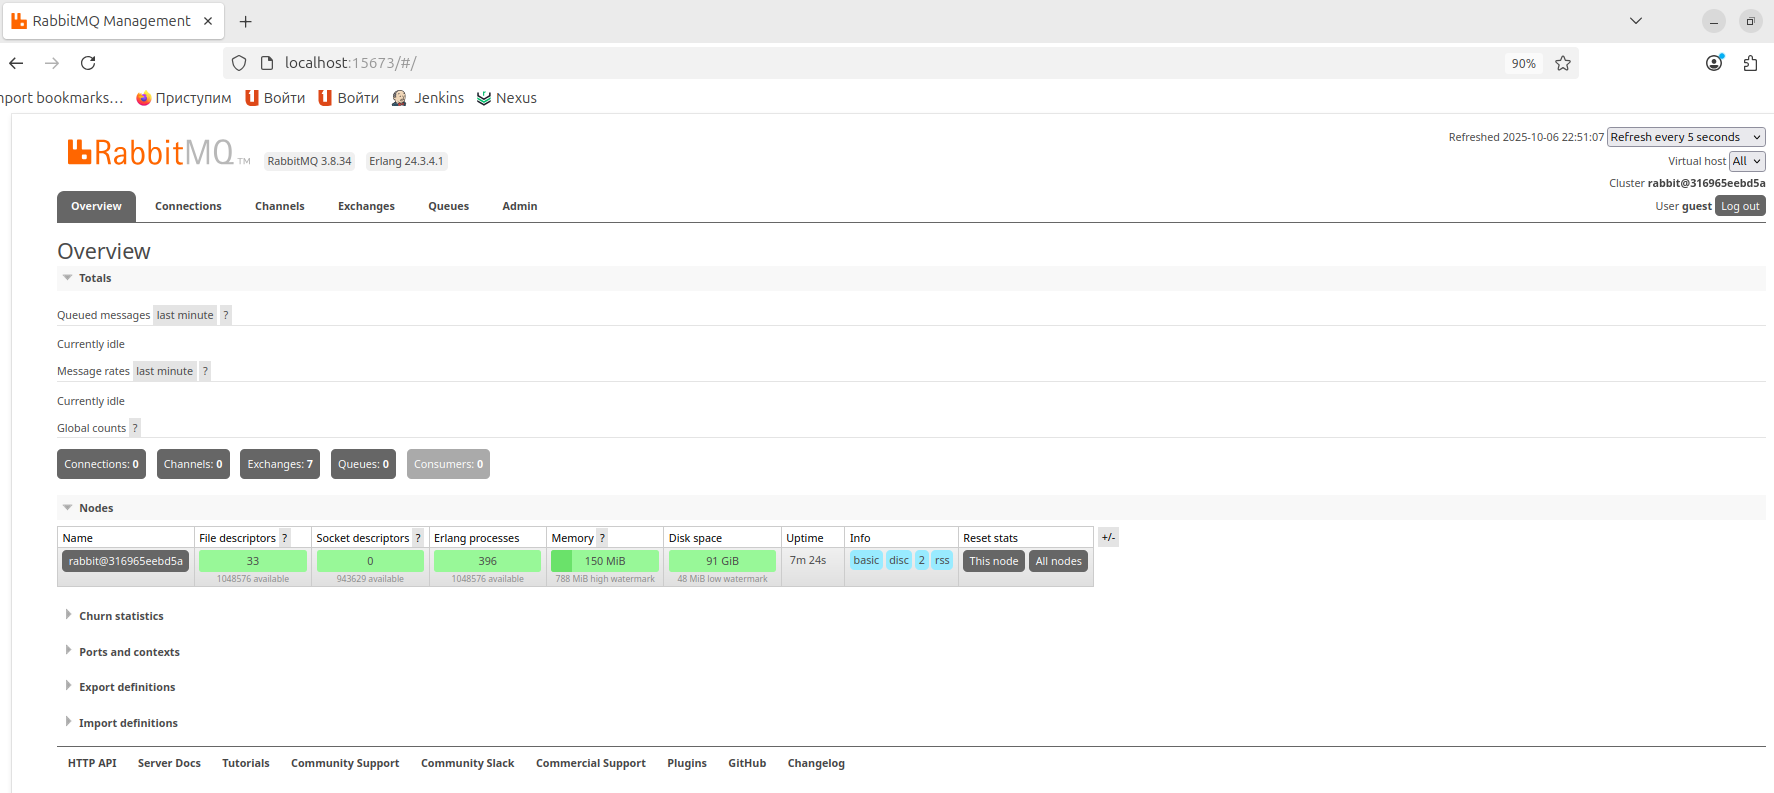 RabbitMQ Management
localhost:15673/#/
90%
nport bookmarks…
Приступим
Войти
Войти
Jenkins
Nexus
RabbitMQ TM
RabbitMQ 3.8.34
Erlang 24.3.4.1
Refreshed 2025-10-06 22:51:07 Refresh every 5 seconds
Virtual host All
Cluster rabbit@316965eebd5a
User guest Log out
Overview Connections Channels Exchanges Queues Admin
Overview
Totals
Queued messages last minute ?
Currently idle
Message rates last minute ?
Currently idle
Global counts ?
Connections: 0 Channels: 0 Exchanges: 7 Queues: 0 Consumers: 0
Nodes
Name File descriptors ? Socket descriptors ? Erlang processes Memory ? Disk space Uptime Info Reset stats +/-
rabbit@316965eebd5a 33 0 396 150 MiB 91 GiB 7m 24s basic disc 2 rss This node All nodes
1048576 available 943629 available 1048576 available 788 MiB high watermark 48 MiB low watermark
Churn statistics
Ports and contexts
Export definitions
Import definitions
HTTP API Server Docs Tutorials Community Support Community Slack Commercial Support Plugins GitHub Changelog